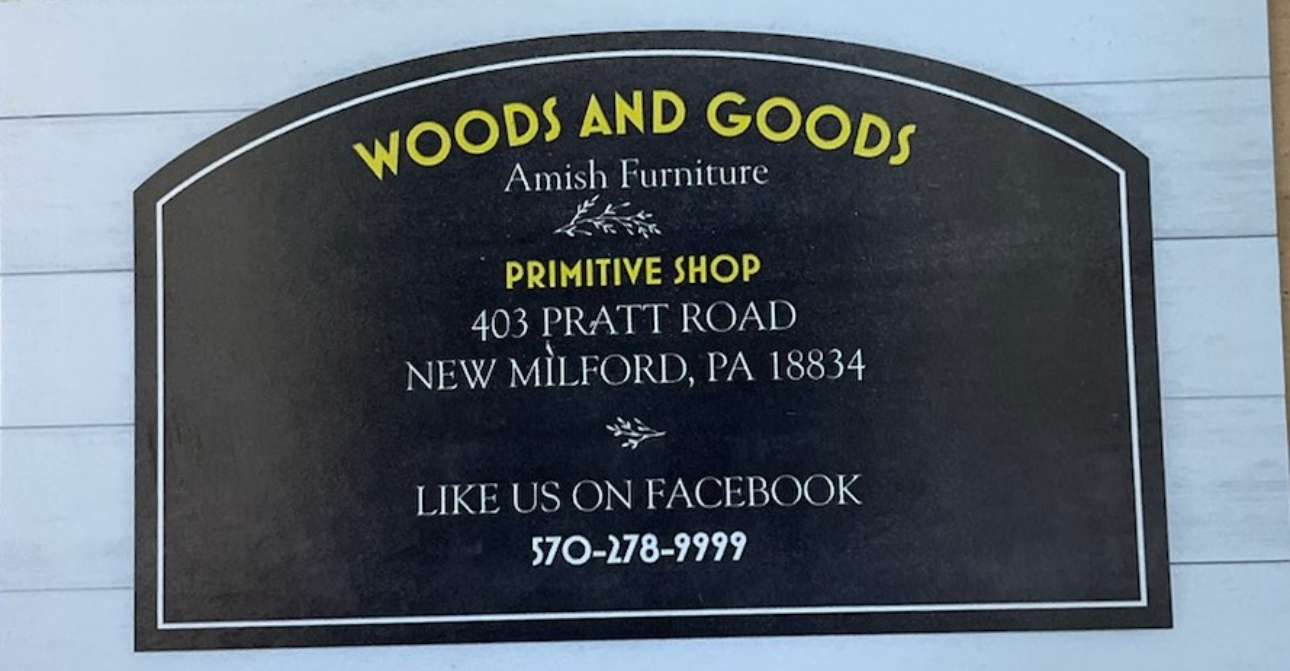 WOODS AND GOODS
Amish Furniture
PRIMITIVE SHOP
403 PRATT ROAD
NEW MILFORD, PA 18834
LIKE US ON FACEBOOK
570-278-9999